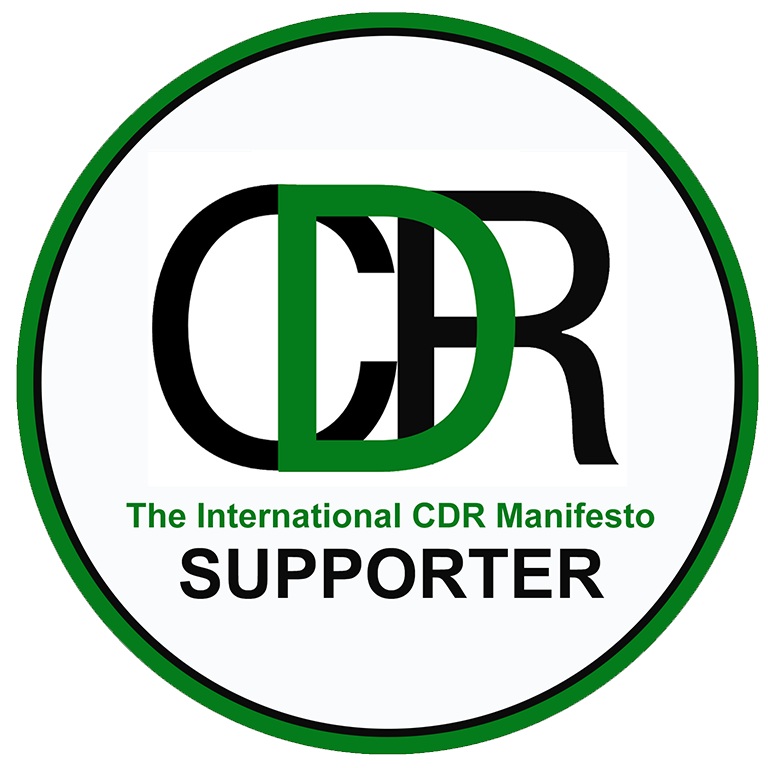 CDR
The International CDR Manifesto
SUPPORTER